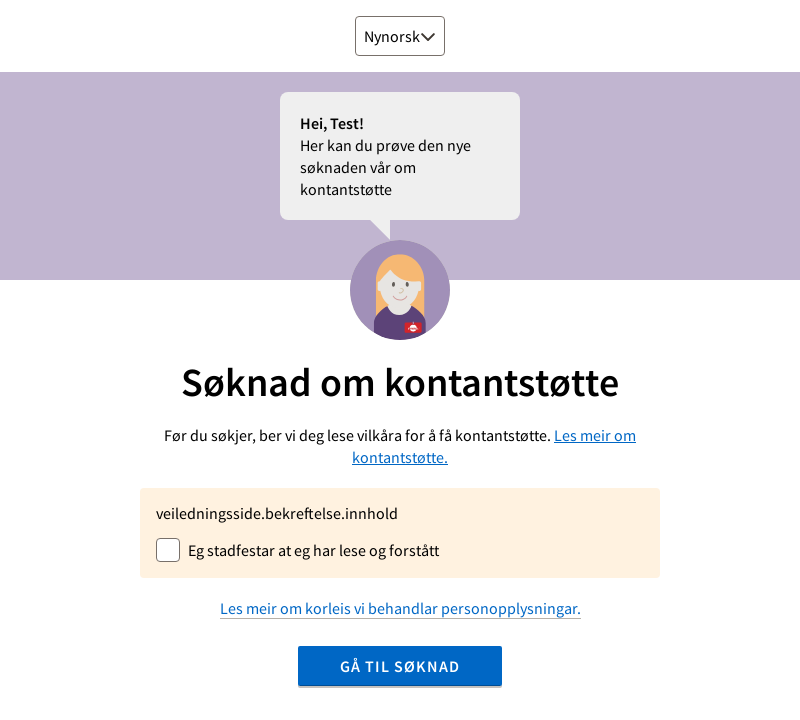 Nynorsk
Hei, Test!
Her kan du prøve den nye
søknaden vår om
kontantstøtte
Søknad om kontantstøtte
Før du søkjer, ber vi deg lese vilkåra for å få kontantstøtte. Les meir om
kontantstøtte.
veiledningsside.bekreftelse.innhold
Eg stadfestar at eg har lese og forstått
Les meir om korleis vi behandlar personopplysningar.
GÅ TIL SØKNAD